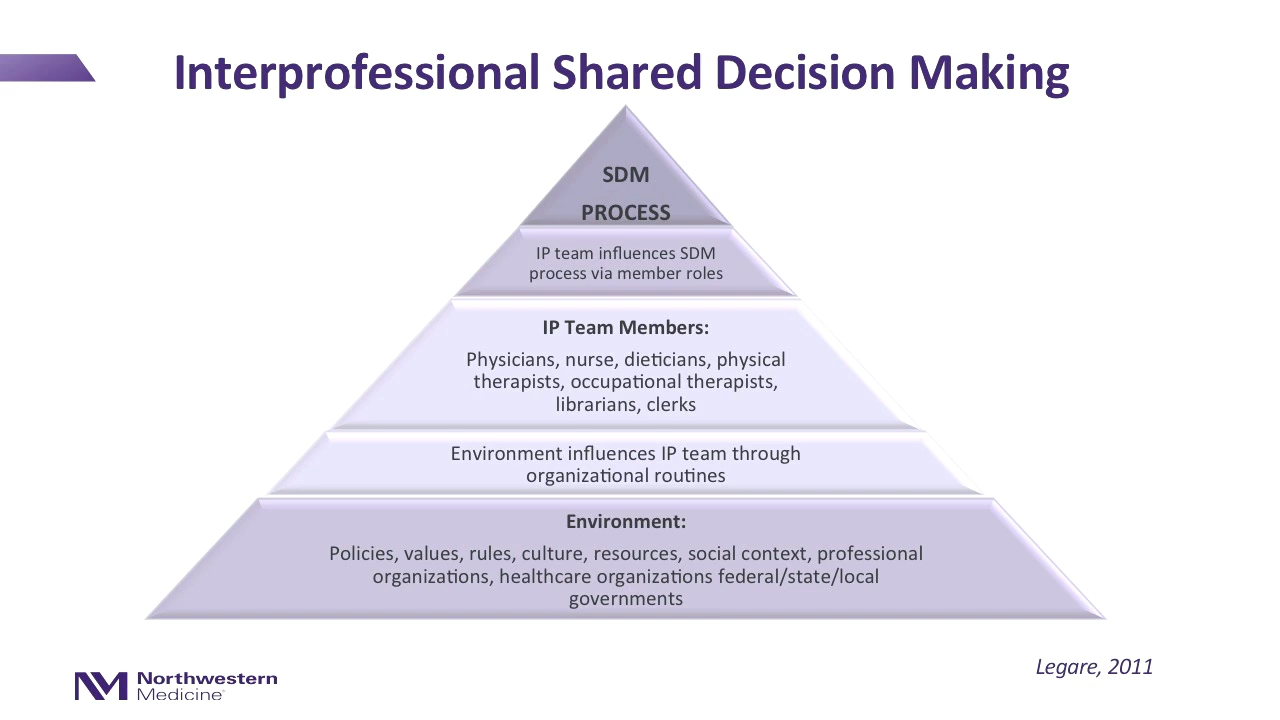 Interprofessional Shared Decision Making
SDM
PROCESS
IP team influences SDM
process via member roles
IP Team Members:
Physicians, nurse, dieticians, physical
therapists, occupational therapists,
librarians, clerks
Environment influences IP team through
organizational routines
Environment:
Policies, values, rules, culture, resources, social context, professional
organizations, healthcare organizations federal/state/local
governments
Legare, 2011
NM
Northwestern
Medicine®